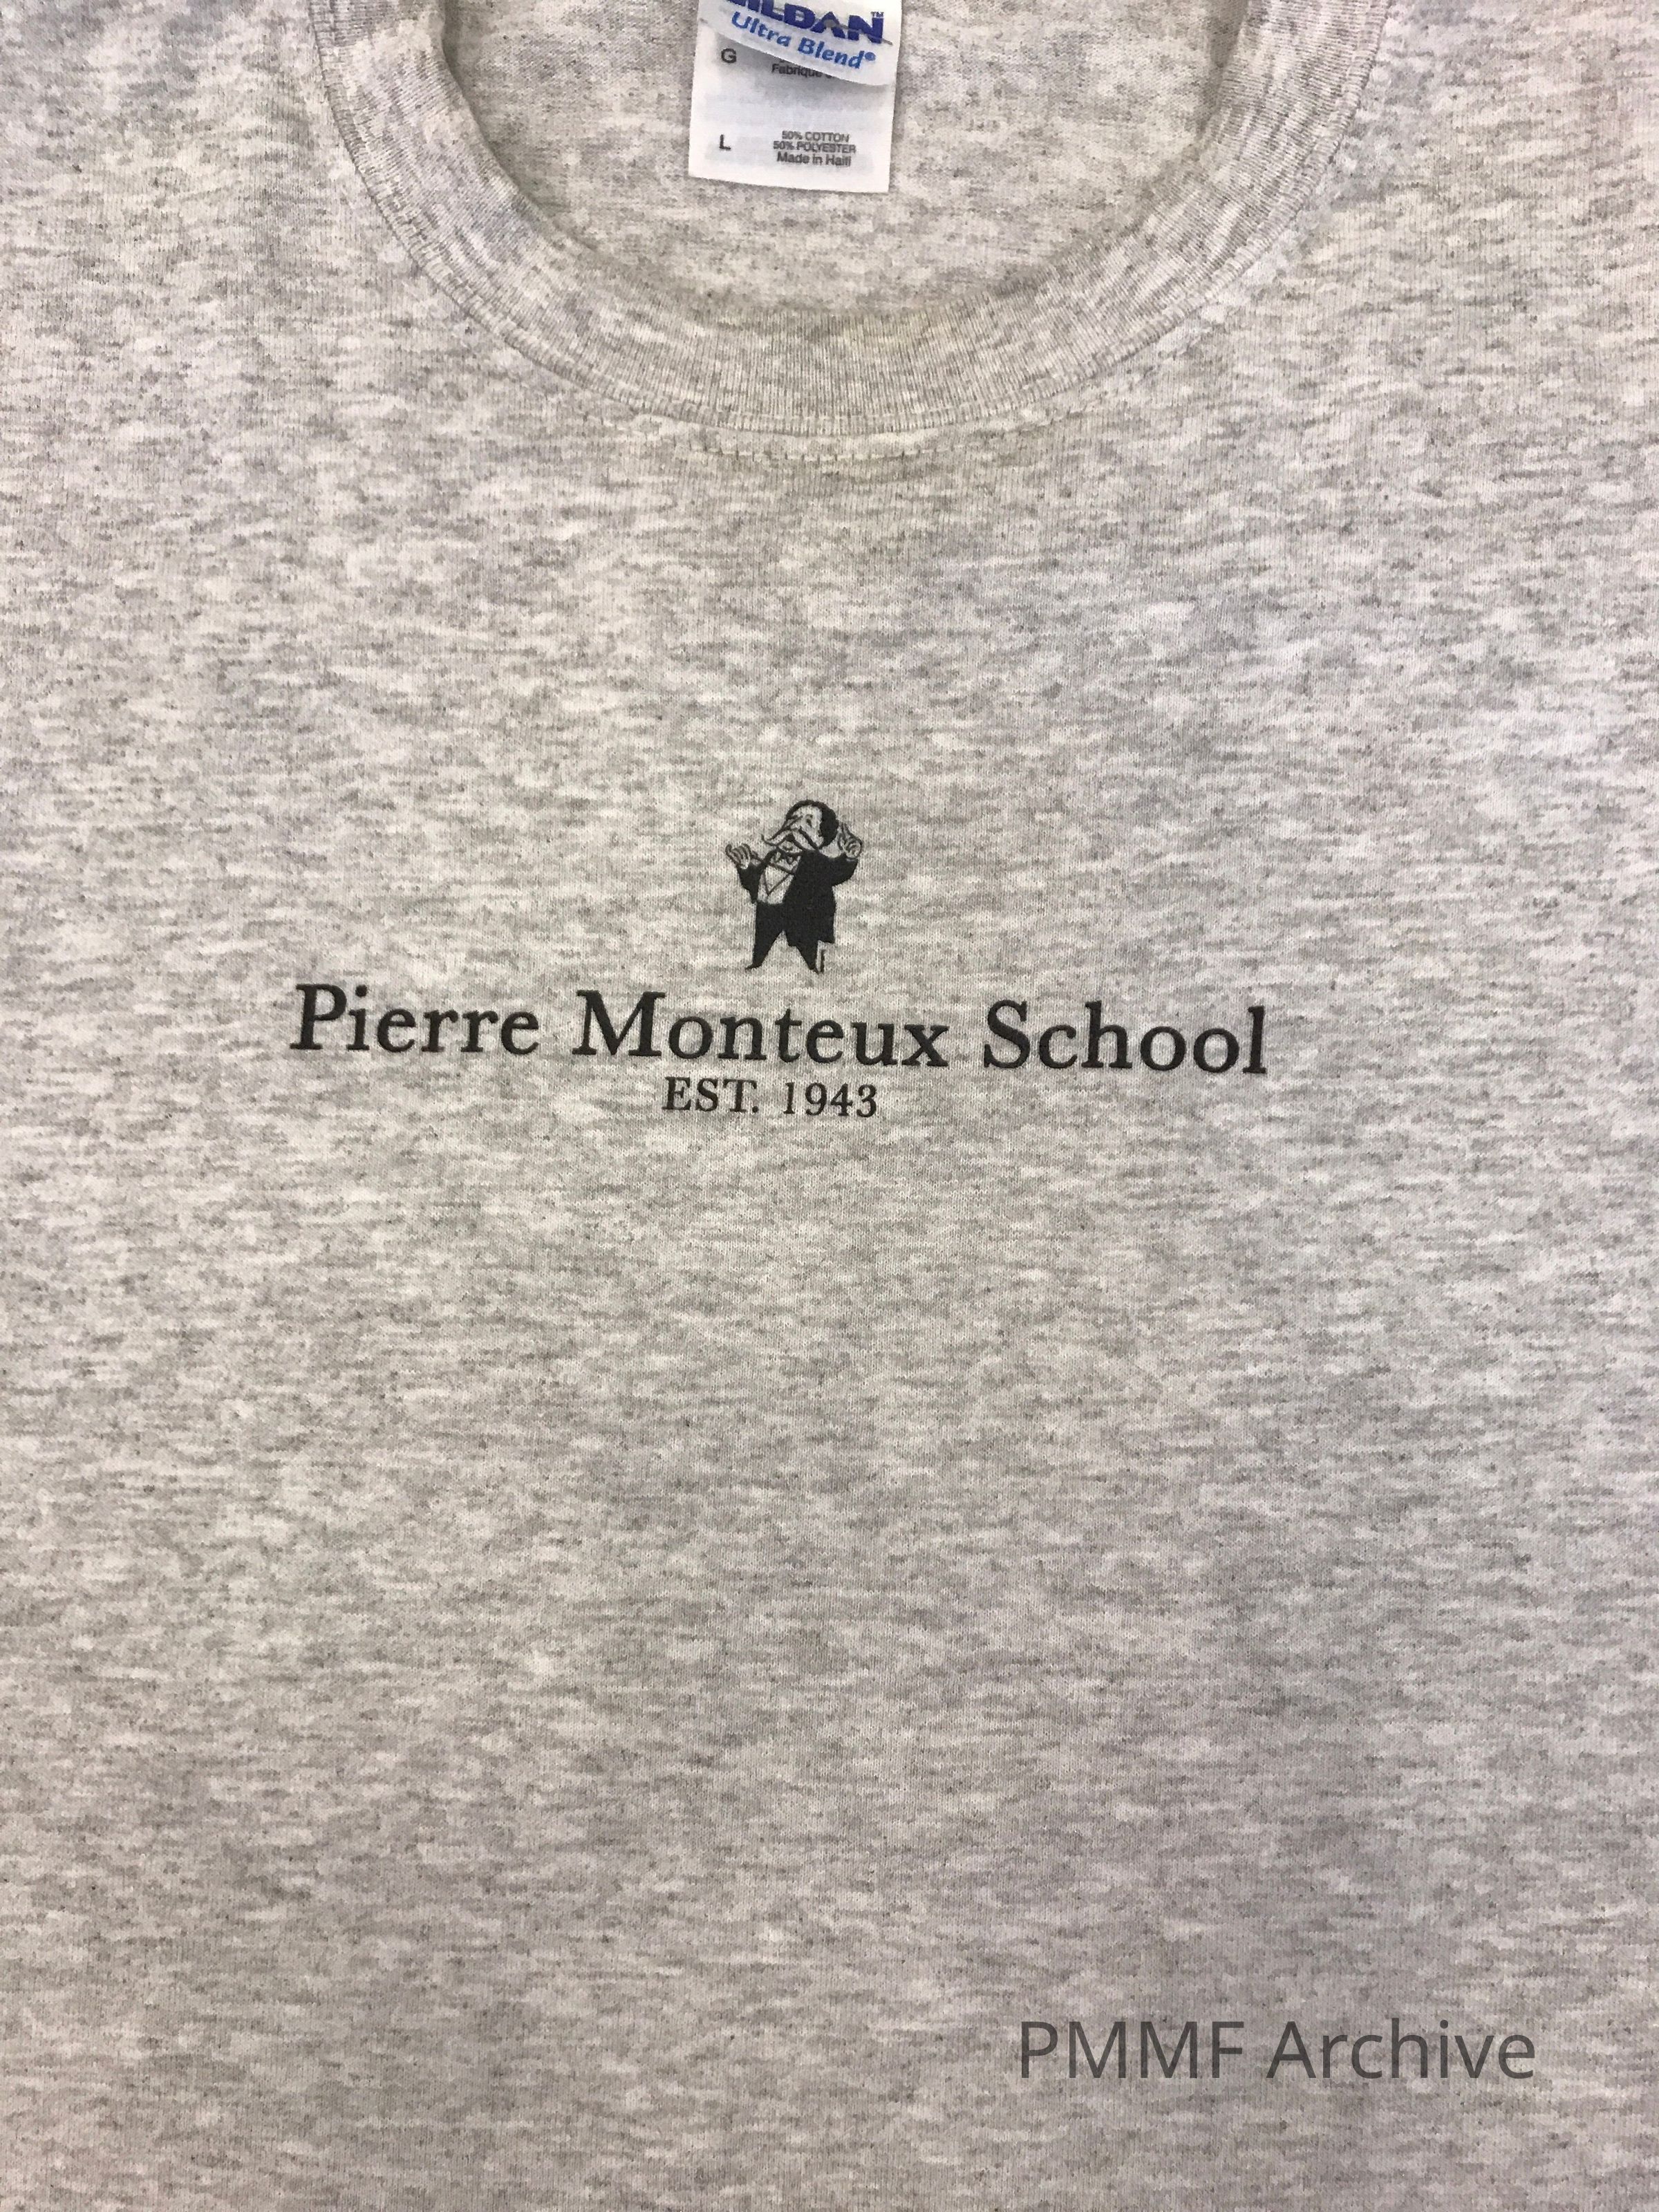 Ultra Blend®
G
L
50% COTTON
50% POLYESTER
Made in Haiti
Pierre Monteux School
EST. 1943
PMMF Archive